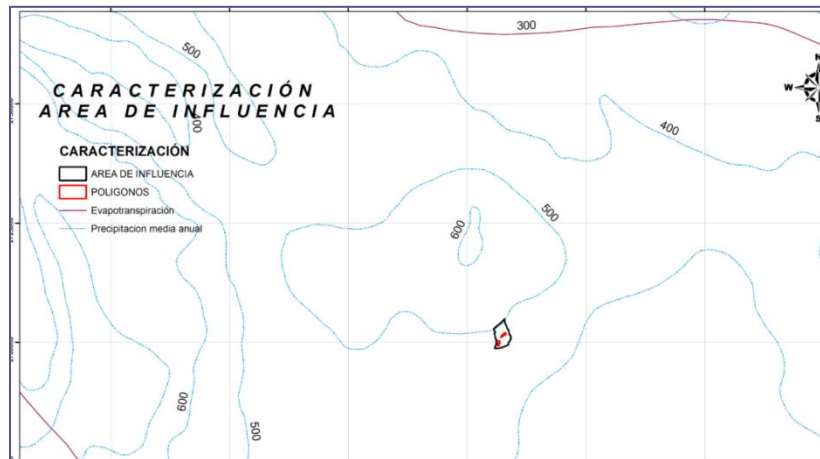 300
500
N
W
S
CARACTERIZACIÓN
AREA DE INFLUENCIA
400
400
CARACTERIZACIÓN
AREA DE INFLUENCIA
POLIGONOS
Evapotranspiración
Precipitacion media anual
500
600
600
500